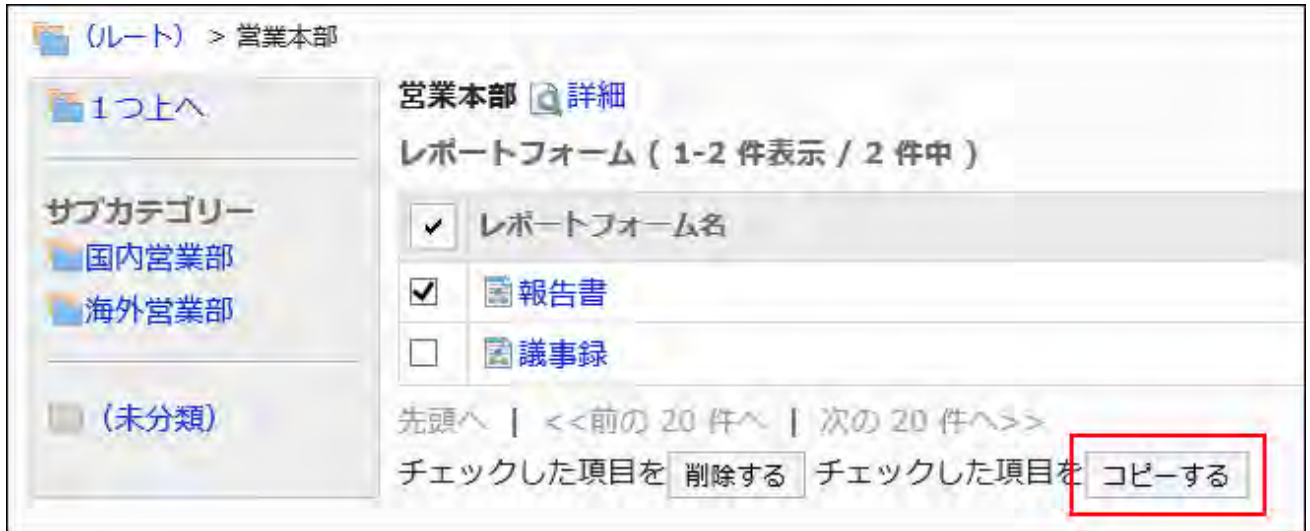 （ルート） > 営業本部
1つ上へ
サブカテゴリー
国内営業部
海外営業部
（未分類）
営業本部 詳細
レポートフォーム ( 1-2 件表示 / 2 件中 )
レポートフォーム名
報告書
議事録
先頭へ | <<前の 20 件へ | 次の 20 件へ>>
チェックした項目を 削除する チェックした項目を コピーする